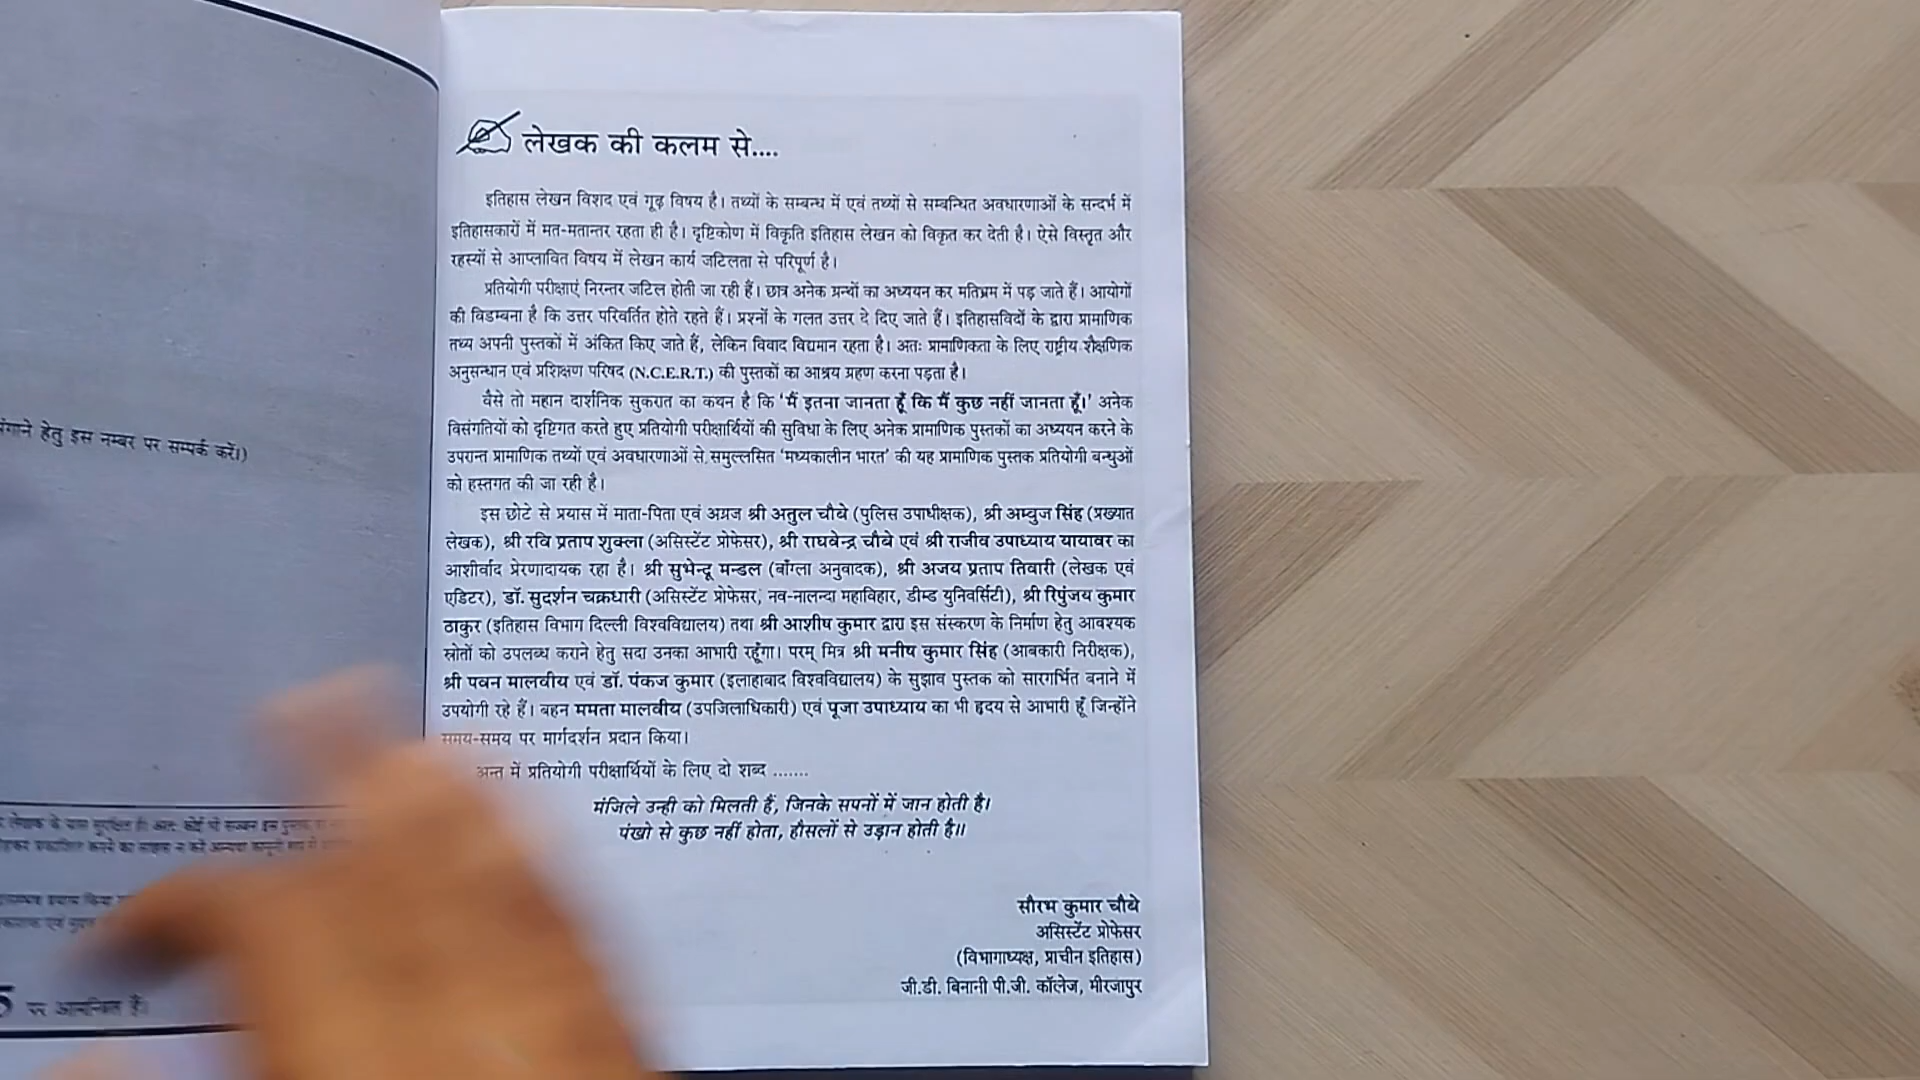 मंगाने हेतु इस नम्बर पर सम्पर्क करें।)
पर आमन्त्रित हैं।
लेखक की कलम से....
इतिहास लेखन विशद एवं गूढ़ विषय है। तथ्यों के सम्बन्ध में एवं तथ्यों से सम्बन्धित अवधारणाओं के सन्दर्भ में
इतिहासकारों में मत-मतान्तर रहता ही है। दृष्टिकोण में विकृति इतिहास लेखन को विकृत कर देती है। ऐसे विस्तृत और
रहस्यों से आप्लावित विषय में लेखन कार्य जटिलता से परिपूर्ण है।
प्रतियोगी परीक्षाएं निरन्तर जटिल होती जा रही हैं। छात्र अनेक ग्रन्थों का अध्ययन कर मतिभ्रम में पड़ जाते हैं। आयोगों
की विडम्बना है कि उत्तर परिवर्तित होते रहते हैं। प्रश्नों के गलत उत्तर दे दिए जाते हैं। इतिहासविदों के द्वारा प्रामाणिक
तथ्य अपनी पुस्तकों में अंकित किए जाते हैं, लेकिन विवाद विद्यमान रहता है। अतः प्रामाणिकता के लिए राष्ट्रीय शैक्षणिक
अनुसन्धान एवं प्रशिक्षण परिषद (N.C.E.R.T.) की पुस्तकों का आश्रय ग्रहण करना पड़ता है।
वैसे तो महान दार्शनिक सुकरात का कथन है कि 'मैं इतना जानता हूँ कि मैं कुछ नहीं जानता हूँ।' अनेक
विसंगतियों को दृष्टिगत करते हुए प्रतियोगी परीक्षार्थियों की सुविधा के लिए अनेक प्रामाणिक पुस्तकों का अध्ययन करने के
उपरान्त प्रामाणिक तथ्यों एवं अवधारणाओं से समुल्लसित 'मध्यकालीन भारत' की यह प्रामाणिक पुस्तक प्रतियोगी बन्धुओं
को हस्तगत की जा रही है।
इस छोटे से प्रयास में माता-पिता एवं अग्रज श्री अतुल चौबे (पुलिस उपाधीक्षक), श्री अम्बुज सिंह (प्रख्यात
लेखक), श्री रवि प्रताप शुक्ला (असिस्टेंट प्रोफेसर), श्री राघवेन्द्र चौबे एवं श्री राजीव उपाध्याय यायावर का
आशीर्वाद प्रेरणादायक रहा है। श्री सुभेन्दू मन्डल (बाँग्ला अनुवादक), श्री अजय प्रताप तिवारी (लेखक एवं
एडिटर), डॉ. सुदर्शन चक्रधारी (असिस्टेंट प्रोफेसर, नव-नालन्दा महाविहार, डीम्ड युनिवर्सिटी), श्री रिपुंजय कुमार
ठाकुर (इतिहास विभाग दिल्ली विश्वविद्यालय) तथा श्री आशीष कुमार द्वारा इस संस्करण के निर्माण हेतु आवश्यक
स्रोतों को उपलब्ध कराने हेतु सदा उनका आभारी रहूँगा। परम् मित्र श्री मनीष कुमार सिंह (आबकारी निरीक्षक),
श्री पवन मालवीय एवं डॉ. पंकज कुमार (इलाहाबाद विश्वविद्यालय) के सुझाव पुस्तक को सारगर्भित बनाने में
उपयोगी रहे हैं। बहन ममता मालवीय (उपजिलाधिकारी) एवं पूजा उपाध्याय का भी हृदय से आभारी हूँ जिन्होंने
समय-समय पर मार्गदर्शन प्रदान किया।
अन्त में प्रतियोगी परीक्षार्थियों के लिए दो शब्द .......
मंजिले उन्ही को मिलती हैं, जिनके सपनों में जान होती है।
पंखो से कुछ नहीं होता, हौसलों से उड़ान होती है॥
सौरभ कुमार चौबे
असिस्टेंट प्रोफेसर
(विभागाध्यक्ष, प्राचीन इतिहास)
जी.डी. बिनानी पी.जी. कॉलेज, मीरजापुर